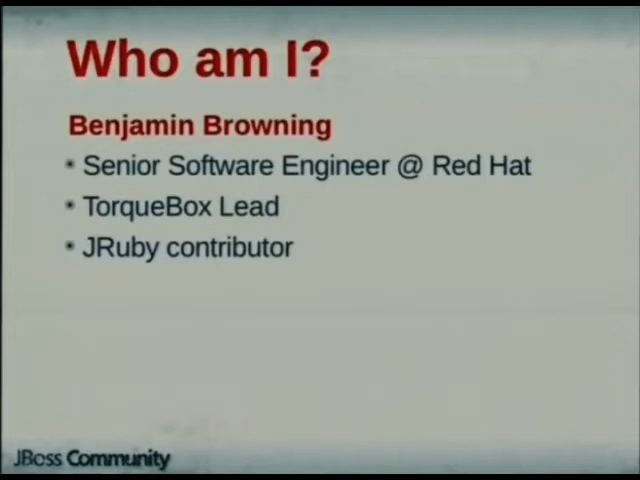 Who am I?
Benjamin Browning
• Senior Software Engineer @ Red Hat
• TorqueBox Lead
• JRuby contributor
JBoss Community